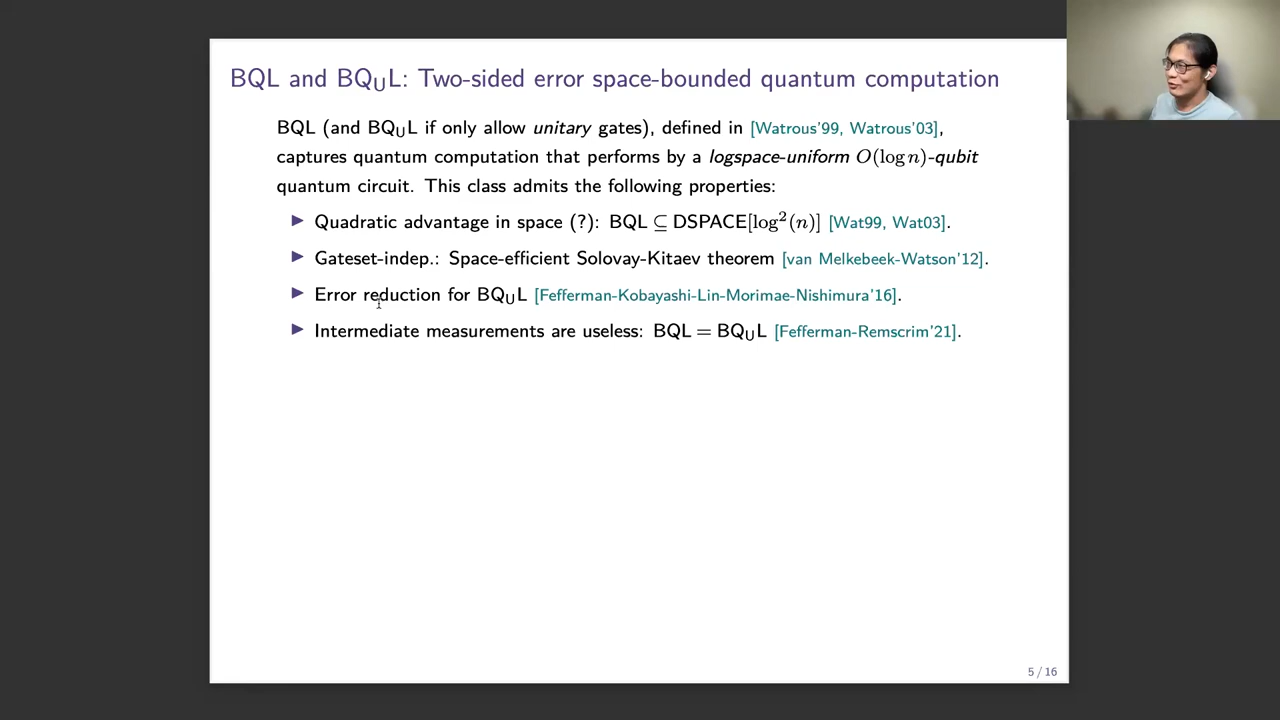 BQL and BQ_UL: Two-sided error space-bounded quantum computation
BQL (and BQ_UL if only allow unitary gates), defined in [Watrous'99, Watrous'03],
captures quantum computation that performs by a logspace-uniform O(log n)-qubit
quantum circuit. This class admits the following properties:
▶ Quadratic advantage in space (?): BQL ⊆ DSPACE[log²(n)] [Wat99, Wat03].
▶ Gateset-indep.: Space-efficient Solovay-Kitaev theorem [van Melkebeek-Watson'12].
▶ Error reduction for BQ_UL [Fefferman-Kobayashi-Lin-Morimae-Nishimura'16].
▶ Intermediate measurements are useless: BQL = BQ_UL [Fefferman-Remscrim'21].
5 / 16